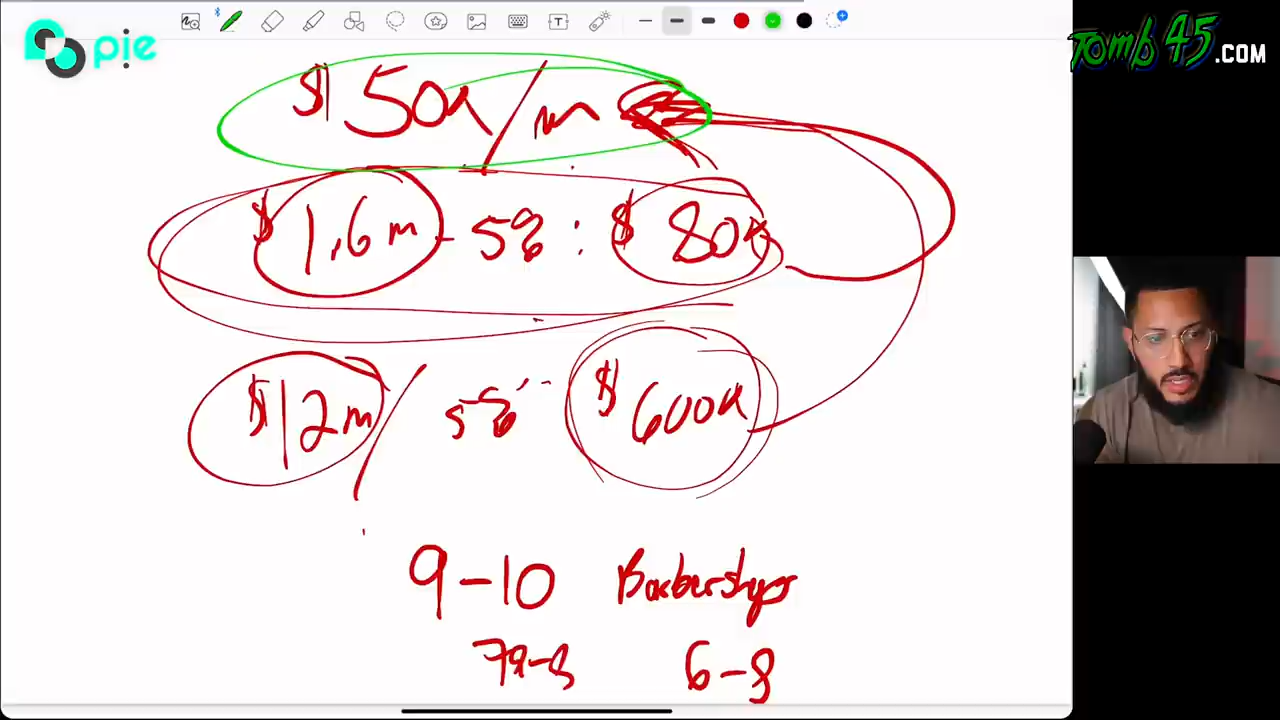 pie
TOMB 45.COM
$50k/m
$1.6m - 5% : $80k
$12m / 5% -- $600k
9-10 Barbershops
6-8